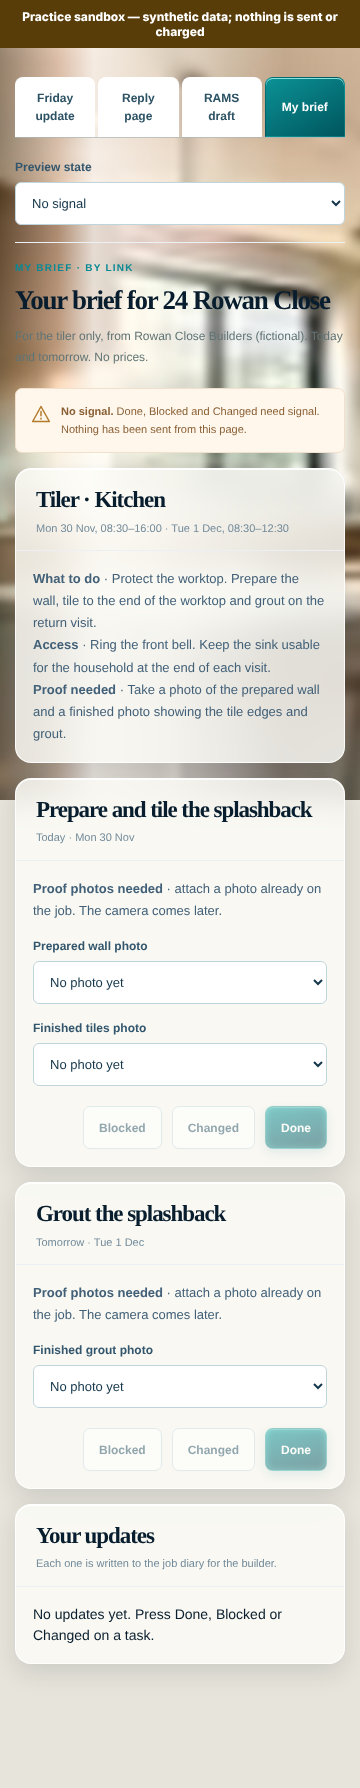 Practice sandbox — synthetic data; nothing is sent or
charged
Friday
update
Reply
page
RAMS
draft
My brief
Preview state
No signal
MY BRIEF · BY LINK
Your brief for 24 Rowan Close
For the tiler only, from Rowan Close Builders (fictional). Today
and tomorrow. No prices.
No signal. Done, Blocked and Changed need signal.
Nothing has been sent from this page.
Tiler · Kitchen
Mon 30 Nov, 08:30–16:00 · Tue 1 Dec, 08:30–12:30
What to do · Protect the worktop. Prepare the
wall, tile to the end of the worktop and grout on the
return visit.
Access · Ring the front bell. Keep the sink usable
for the household at the end of each visit.
Proof needed · Take a photo of the prepared wall
and a finished photo showing the tile edges and
grout.
Prepare and tile the splashback
Today · Mon 30 Nov
Proof photos needed · attach a photo already on
the job. The camera comes later.
Prepared wall photo
No photo yet
Finished tiles photo
No photo yet
Blocked
Changed
Done
Grout the splashback
Tomorrow · Tue 1 Dec
Proof photos needed · attach a photo already on
the job. The camera comes later.
Finished grout photo
No photo yet
Blocked
Changed
Done
Your updates
Each one is written to the job diary for the builder.
No updates yet. Press Done, Blocked or
Changed on a task.